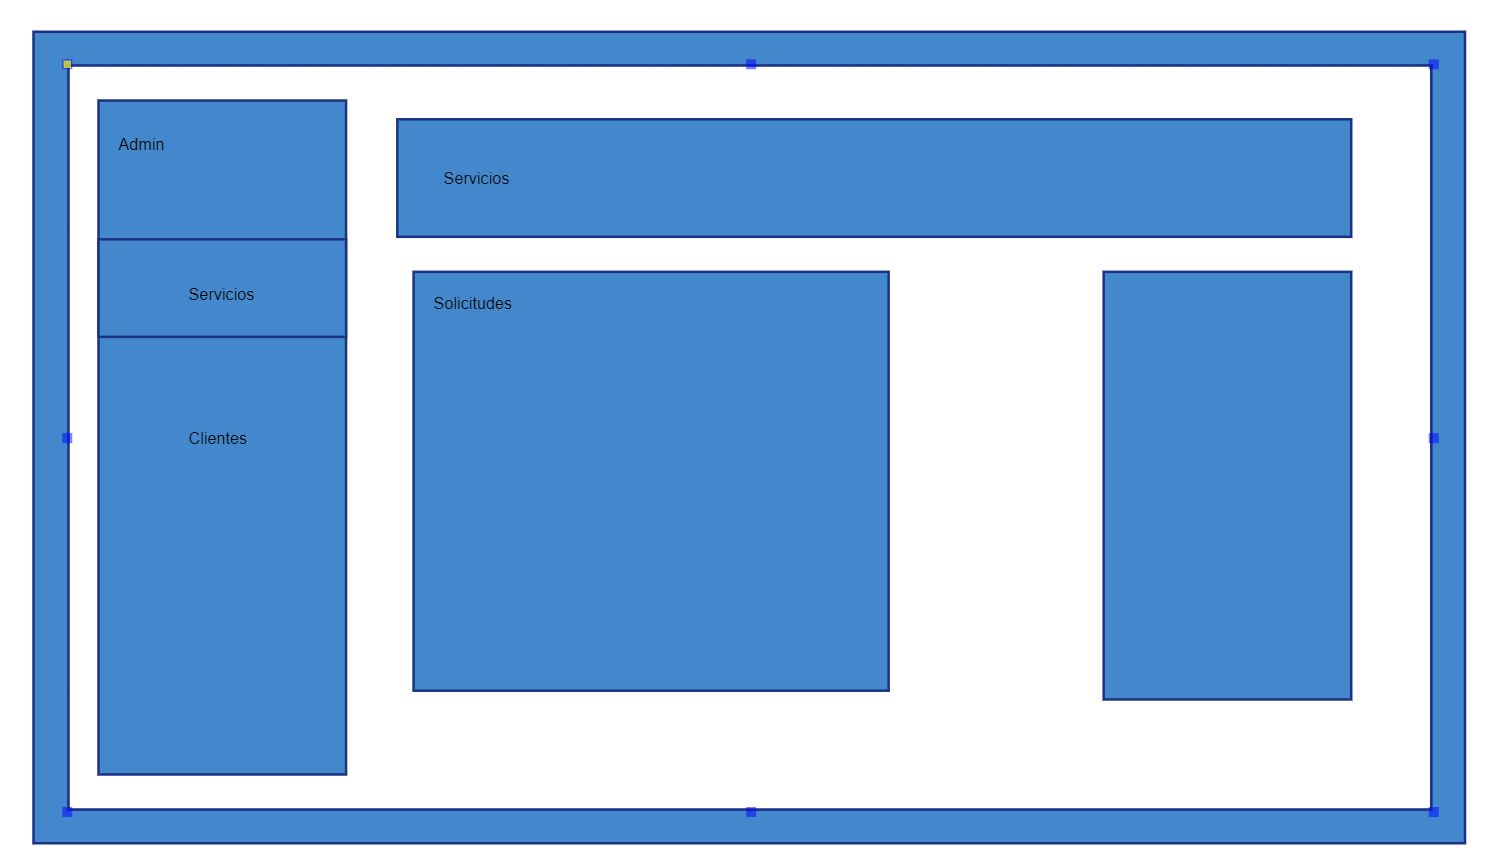 Admin
Servicios
Clientes
Servicios
Solicitudes